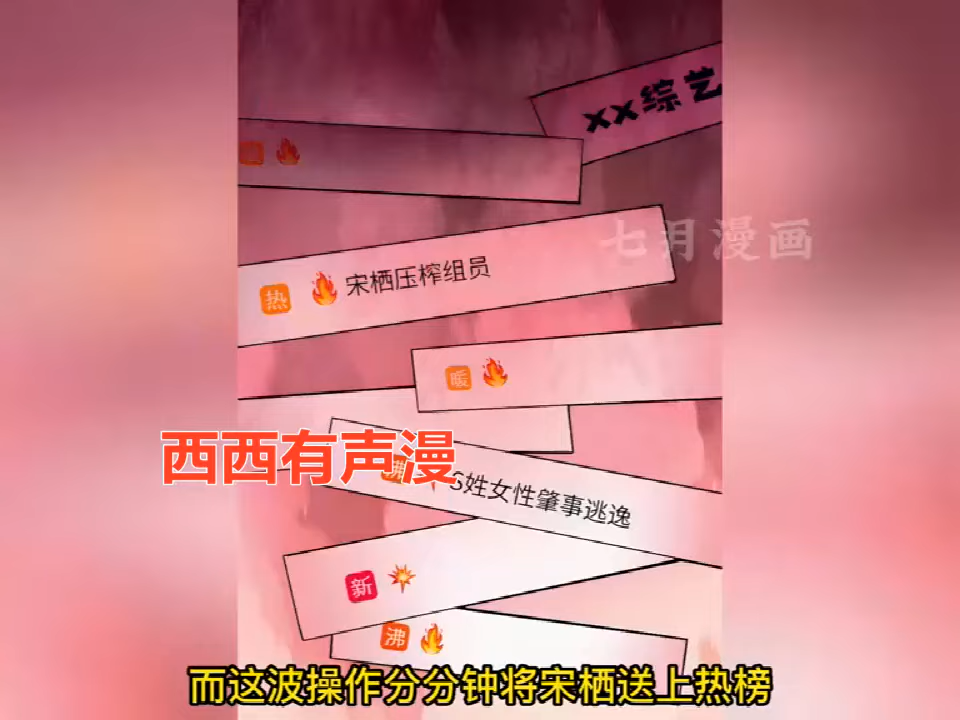 XX综艺
七月漫画
热 宋栖压榨组员
暖
西西有声漫
沸 S姓女性肇事逃逸
新
沸
而这波操作分分钟将宋栖送上热榜